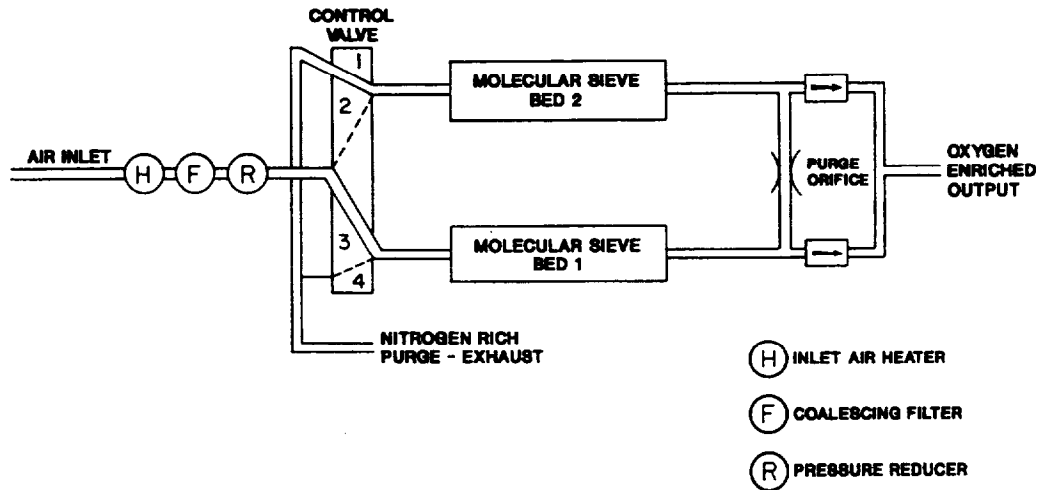 CONTROL
VALVE
1
2
3
4
MOLECULAR SIEVE
BED 2
AIR INLET
H
F
R
PURGE
ORIFICE
OXYGEN
ENRICHED
OUTPUT
MOLECULAR SIEVE
BED 1
NITROGEN RICH
PURGE - EXHAUST
H INLET AIR HEATER
F COALESCING FILTER
R PRESSURE REDUCER